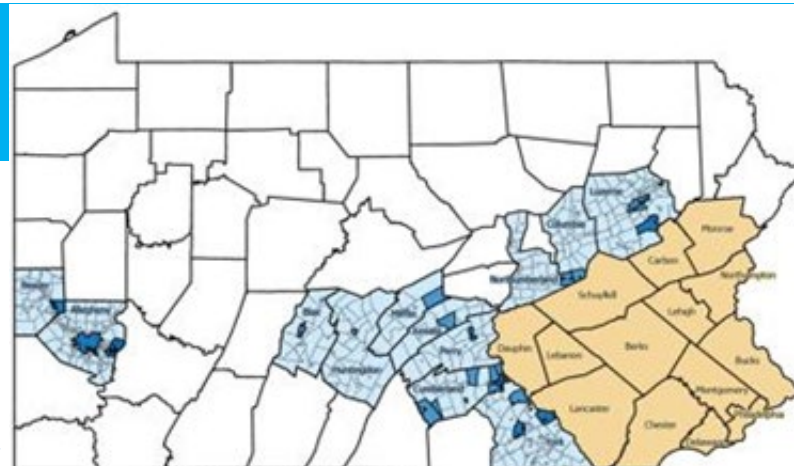 Luzerne
Columbia
Monroe
Carbon
Northampton
Northumberland
Beaver
Schuylkill
Allegheny
Blair
Mifflin
Juniata
Lehigh
Dauphin
Perry
Lebanon
Berks
Bucks
Huntingdon
Cumberland
Montgomery
Lancaster
Philadelphia
Chester
York
Delaware